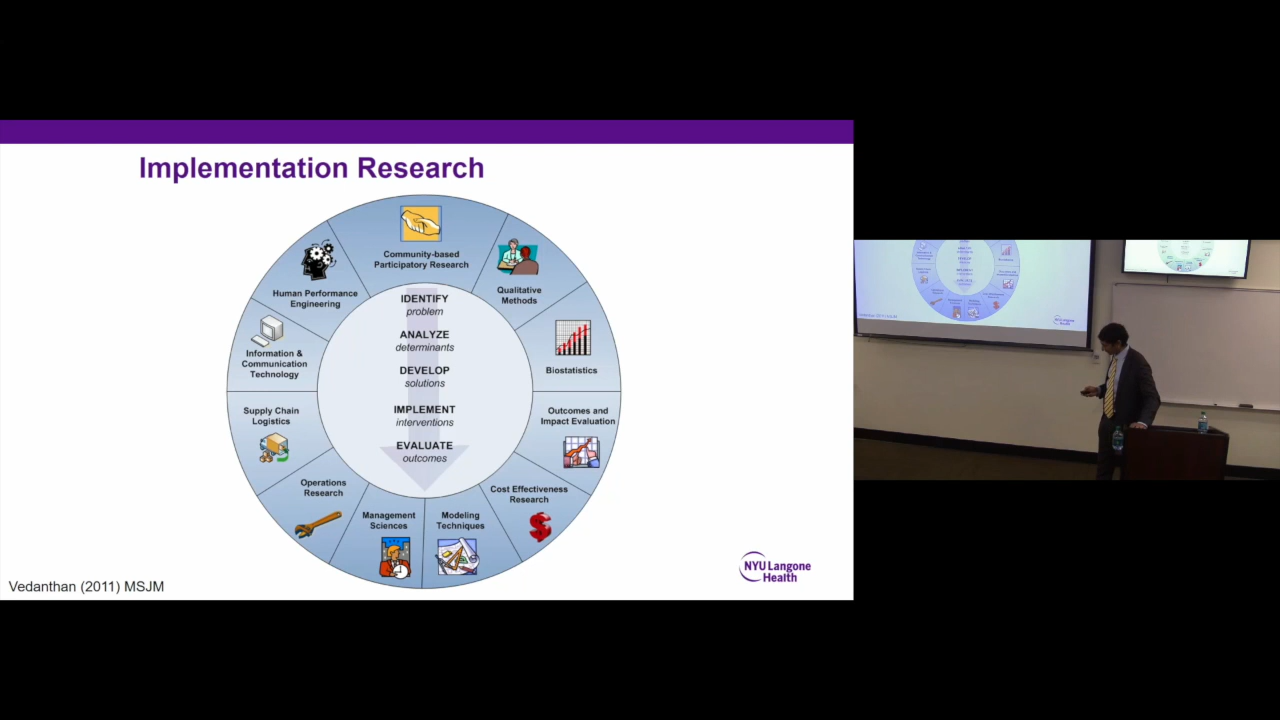 Implementation Research
Community-based
Participatory Research
Qualitative
Methods
Biostatistics
Outcomes and
Impact Evaluation
Cost Effectiveness
Research
Modeling
Techniques
Management
Sciences
Operations
Research
Supply Chain
Logistics
Information &
Communication
Technology
Human Performance
Engineering
IDENTIFY
problem
ANALYZE
determinants
DEVELOP
solutions
IMPLEMENT
interventions
EVALUATE
outcomes
Vedanthan (2011) MSJM
NYU Langone
Health